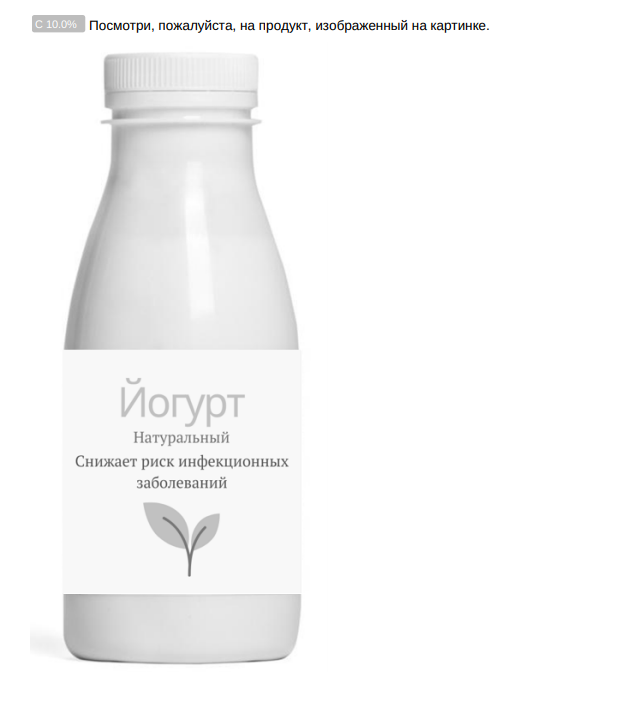 С 10.0% Посмотри, пожалуйста, на продукт, изображенный на картинке.
Йогурт
Натуральный
Снижает риск инфекционных
заболеваний